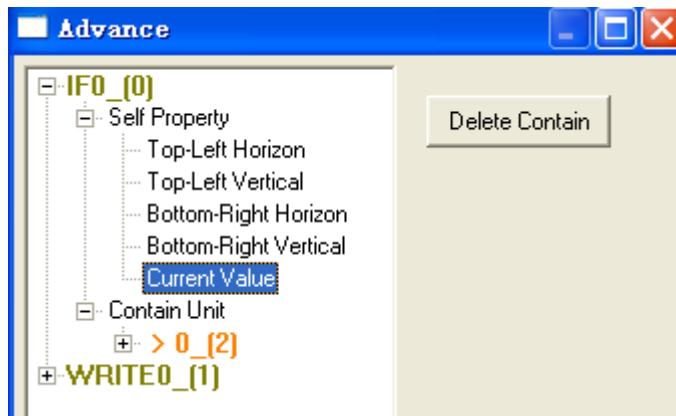 Advance
IF0_(0)
Self Property
Top-Left Horizon
Top-Left Vertical
Bottom-Right Horizon
Bottom-Right Vertical
Current Value
Contain Unit
> 0_(2)
WRITE0_(1)
Delete Contain